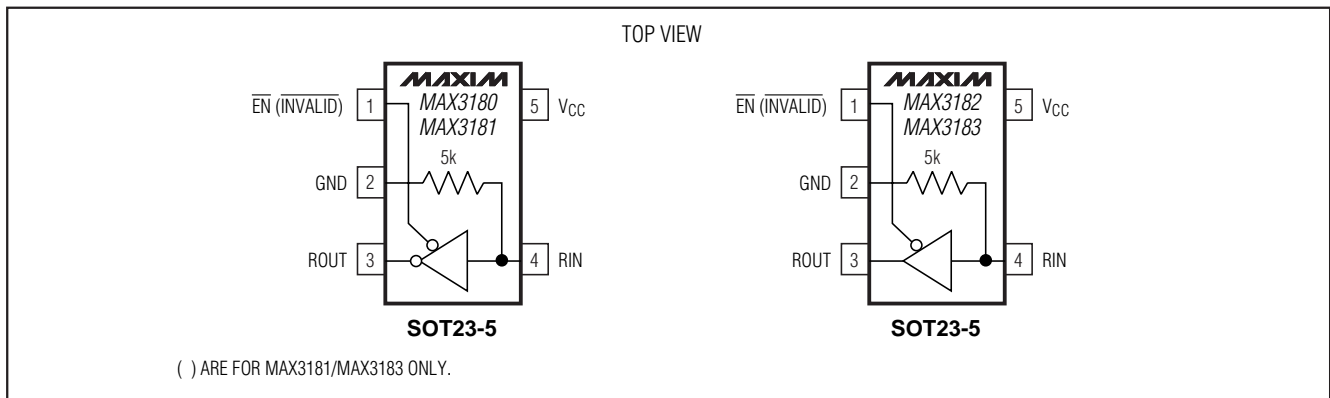 TOP VIEW
MAXIM
MAX3180
MAX3181
5k
EN (INVALID) 1
5 VCC
GND 2
ROUT 3
4 RIN
SOT23-5
MAXIM
MAX3182
MAX3183
5k
EN (INVALID) 1
5 VCC
GND 2
ROUT 3
4 RIN
SOT23-5
( ) ARE FOR MAX3181/MAX3183 ONLY.